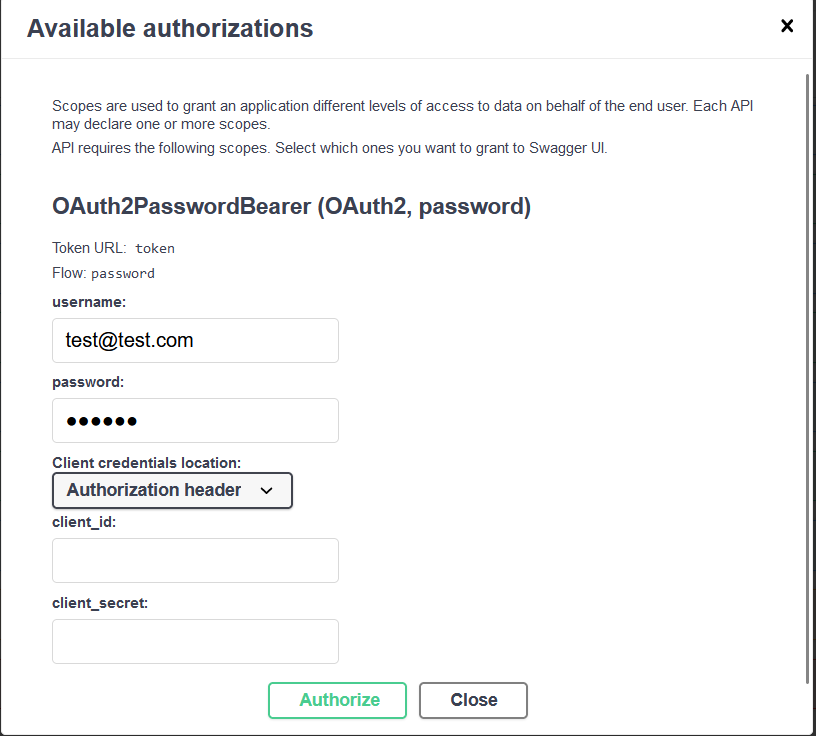 Available authorizations
Scopes are used to grant an application different levels of access to data on behalf of the end user. Each API
may declare one or more scopes.
API requires the following scopes. Select which ones you want to grant to Swagger UI.
OAuth2PasswordBearer (OAuth2, password)
Token URL: token
Flow: password
username:
test@test.com
password:
●●●●●●
Client credentials location:
Authorization header
client_id:
client_secret:
Authorize Close